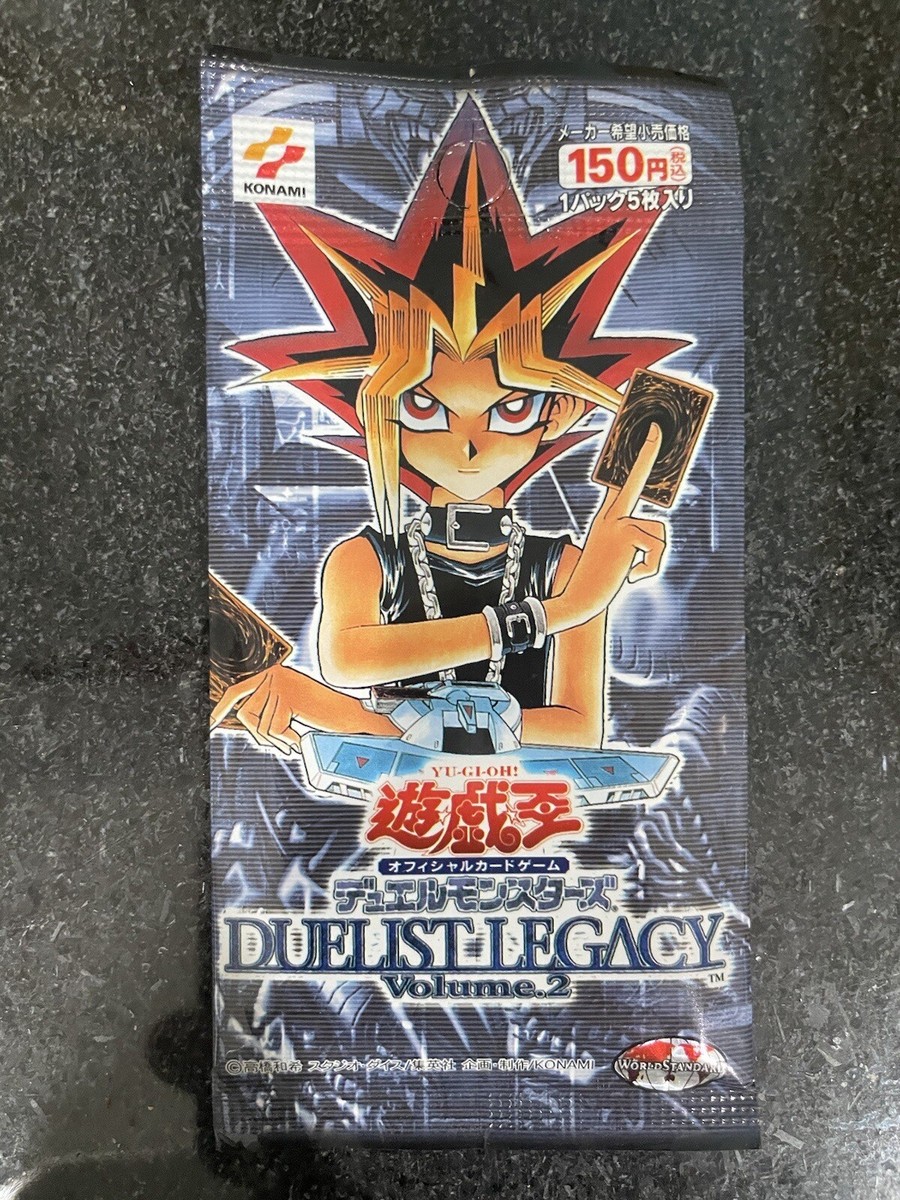 KONAMI
メーカー希望小売価格
150円(税込)
1パック5枚入り
YU-GI-OH!
遊戯王
オフィシャルカードゲーム
デュエルモンスターズ
DUELIST LEGACY
Volume.2
TM
©高橋和希 スタジオ・ダイス/集英社 企画・制作/KONAMI
WORLD STANDARD